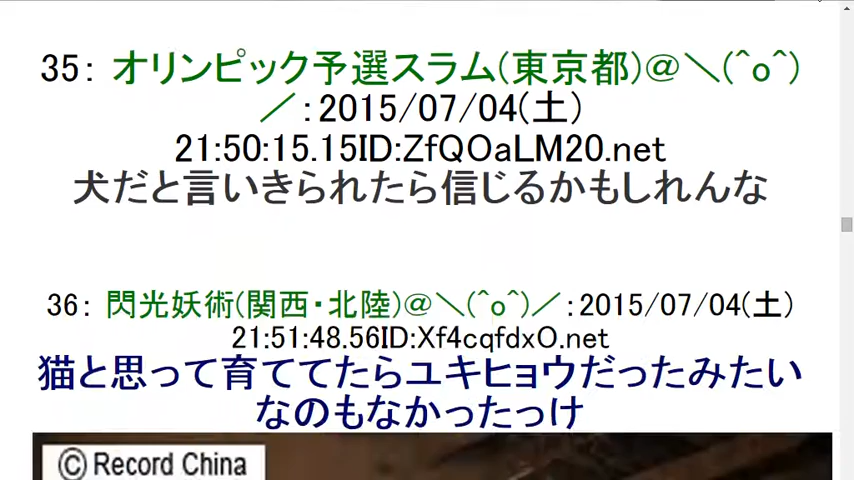 35: オリンピック予選スラム(東京都)@＼(^o^)
／:2015/07/04(土)
21:50:15.15ID:ZfQOaLM20.net
犬だと言いきられたら信じるかもしれんな
36: 閃光妖術(関西・北陸)@＼(^o^)／:2015/07/04(土)
21:51:48.56ID:Xf4cqfdxO.net
猫と思って育ててたらユキヒョウだったみたい
なのもなかったっけ
© Record China